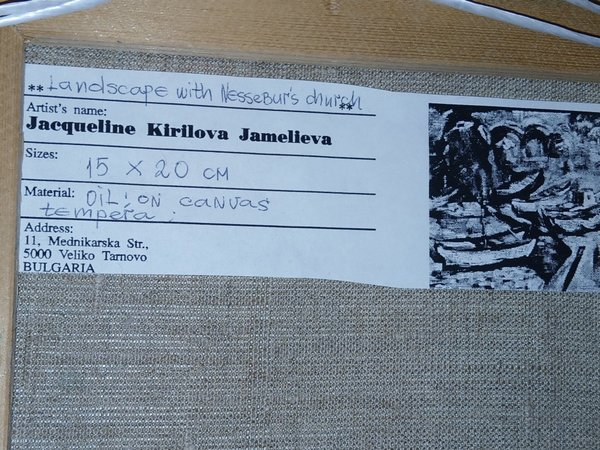 ** Landscape with Nessebur's church **
Artist's name:
Jacqueline Kirilova Jamelieva
Sizes:
15 x 20 cm
Material: OiL; ON canvas
tempera;
Address:
11, Mednikarska Str.,
5000 Veliko Tarnovo
BULGARIA